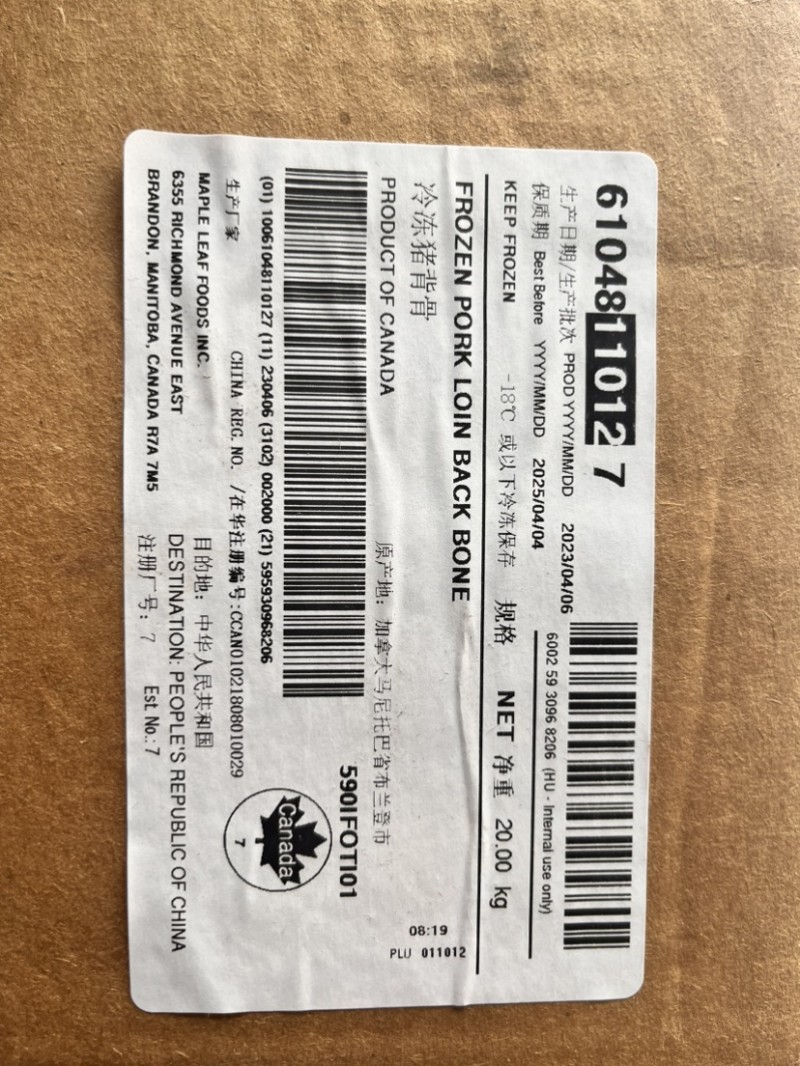 61048110127
生产日期/生产批次 PROD YYYY/MM/DD 2023/04/06
保质期 Best Before YYYY/MM/DD 2025/04/04
6002 59 3096 8206 (HU - Internal use only)
KEEP FROZEN -18℃ 或以下冷冻保存 规格 NET 净重 20.00 kg
FROZEN PORK LOIN BACK BONE
冷冻猪背骨
PRODUCT OF CANADA 原产地：加拿大马尼托巴省布兰登市
08:19
PLU 011012
590IFOTI01
(01) 10061048110127 (11) 230406 (3102) 002000 (21) 595930968206
生产厂家 CHINA REG.NO. /在华注册编号:CCAN01021808010029
MAPLE LEAF FOODS INC. 目的地：中华人民共和国
6355 RICHMOND AVENUE EAST DESTINATION: PEOPLE'S REPUBLIC OF CHINA
BRANDON, MANITOBA, CANADA R7A 7M5 注册厂号：7 Est. No.:7
Canada
7